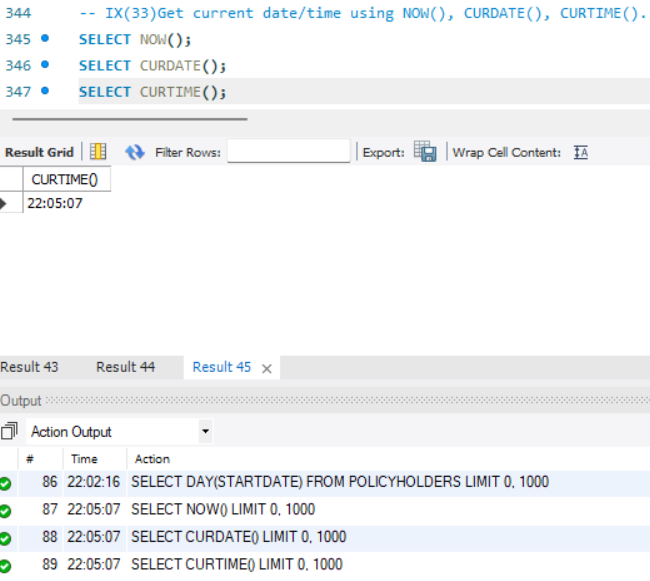 344 -- IX(33)Get current date/time using NOW(), CURDATE(), CURTIME().
345 SELECT NOW();
346 SELECT CURDATE();
347 SELECT CURTIME();
Result Grid Filter Rows: Export: Wrap Cell Content: IA
CURTIME()
22:05:07
Result 43 Result 44 Result 45
Output
Action Output
# Time Action
86 22:02:16 SELECT DAY(STARTDATE) FROM POLICYHOLDERS LIMIT 0, 1000
87 22:05:07 SELECT NOW() LIMIT 0, 1000
88 22:05:07 SELECT CURDATE() LIMIT 0, 1000
89 22:05:07 SELECT CURTIME() LIMIT 0, 1000